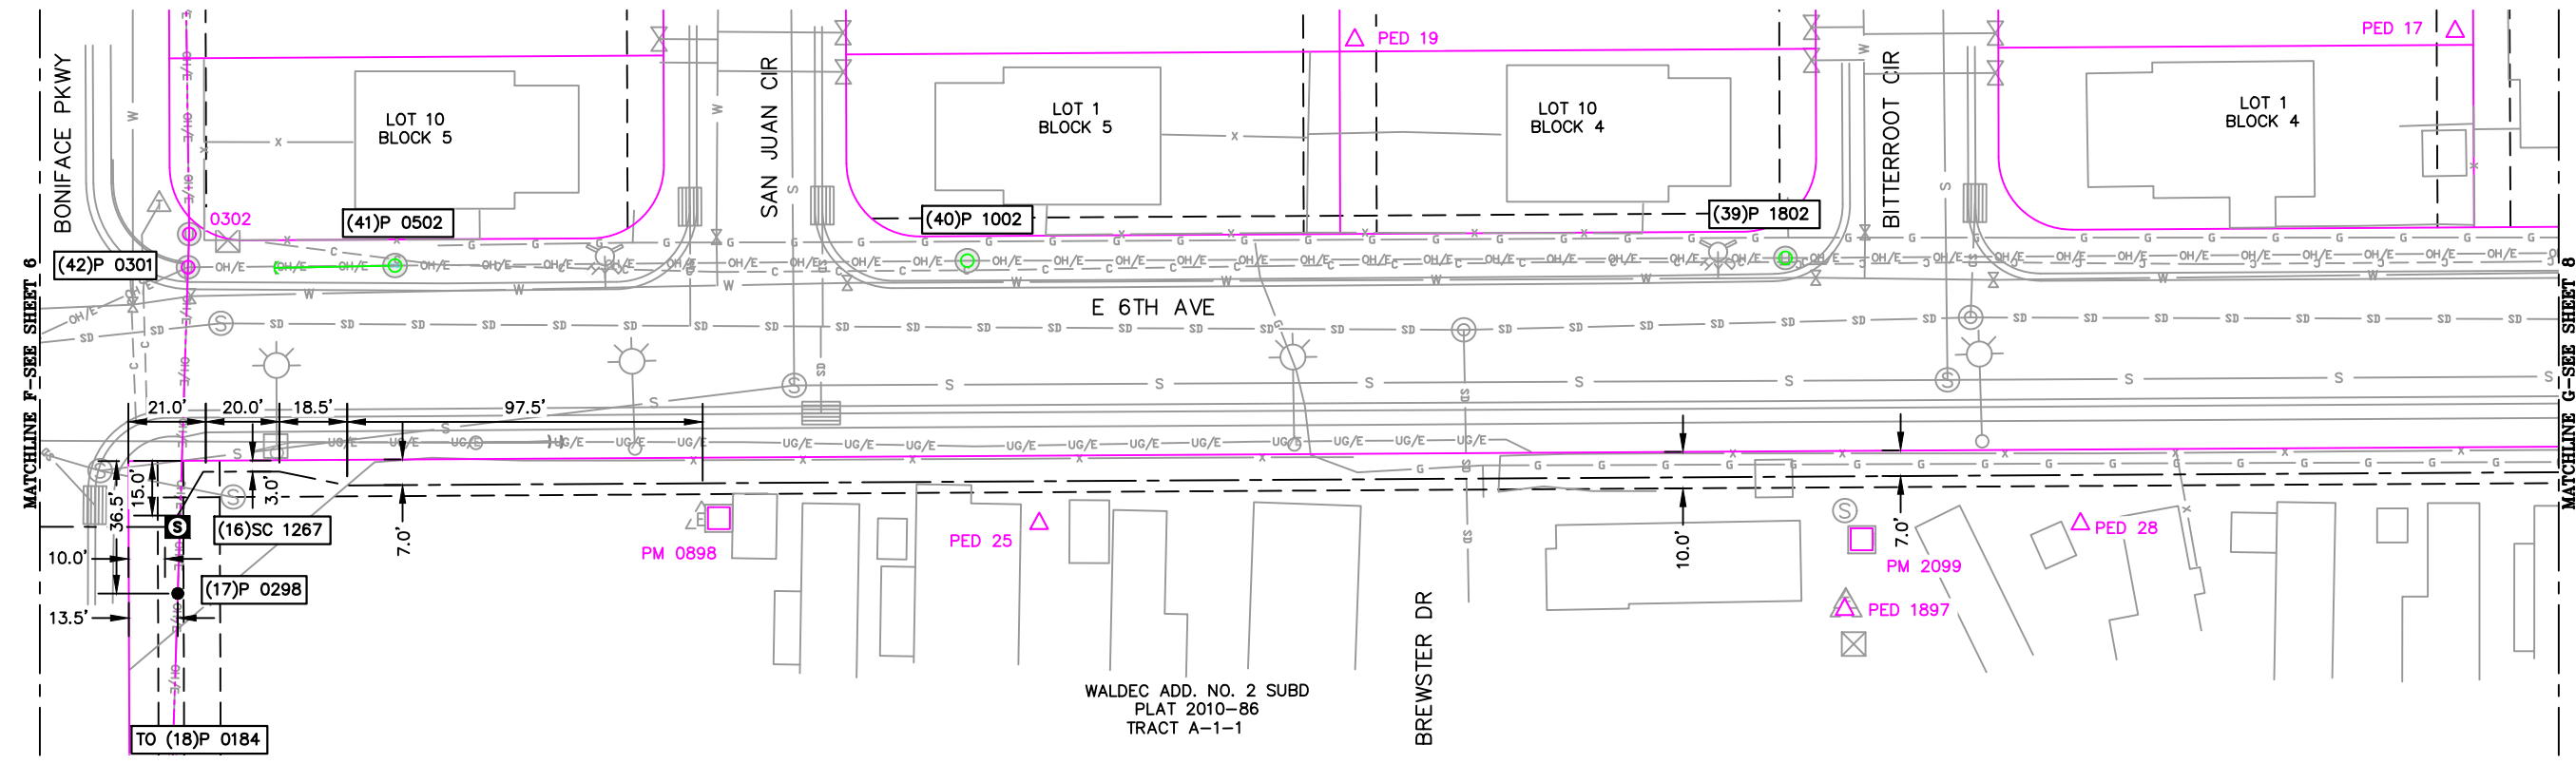 BONIFACE PKWY
SAN JUAN CIR
BITTERROOT CIR
PED 19
PED 17
LOT 10
BLOCK 5
LOT 1
BLOCK 5
LOT 10
BLOCK 4
LOT 1
BLOCK 4
0302
(41)P 0502
(40)P 1002
(39)P 1802
(42)P 0301
E 6TH AVE
MATCHLINE F-SEE SHEET 6
MATCHLINE G-SEE SHEET 8
21.0'
20.0'
18.5'
97.5'
36.5'
15.0'
3.0'
7.0'
10.0'
7.0'
(16)SC 1267
10.0'
(17)P 0298
13.5'
TO (18)P 0184
PM 0898
PED 25
PM 2099
PED 28
PED 1897
BREWSTER DR
WALDEC ADD. NO. 2 SUBD
PLAT 2010-86
TRACT A-1-1